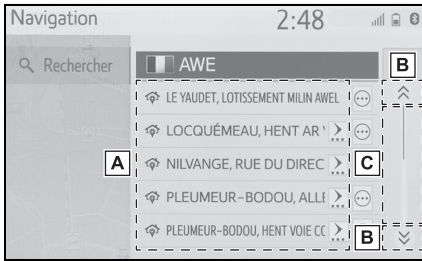 Navigation 2:48
Rechercher AWE B
LE YAUDET, LOTISSEMENT MILIN AWEL
LOCQUÉMEAU, HENT AR
A NILVANGE, RUE DU DIREC C
PLEUMEUR-BODOU, ALLE
PLEUMEUR-BODOU, HENT VOIE CC B